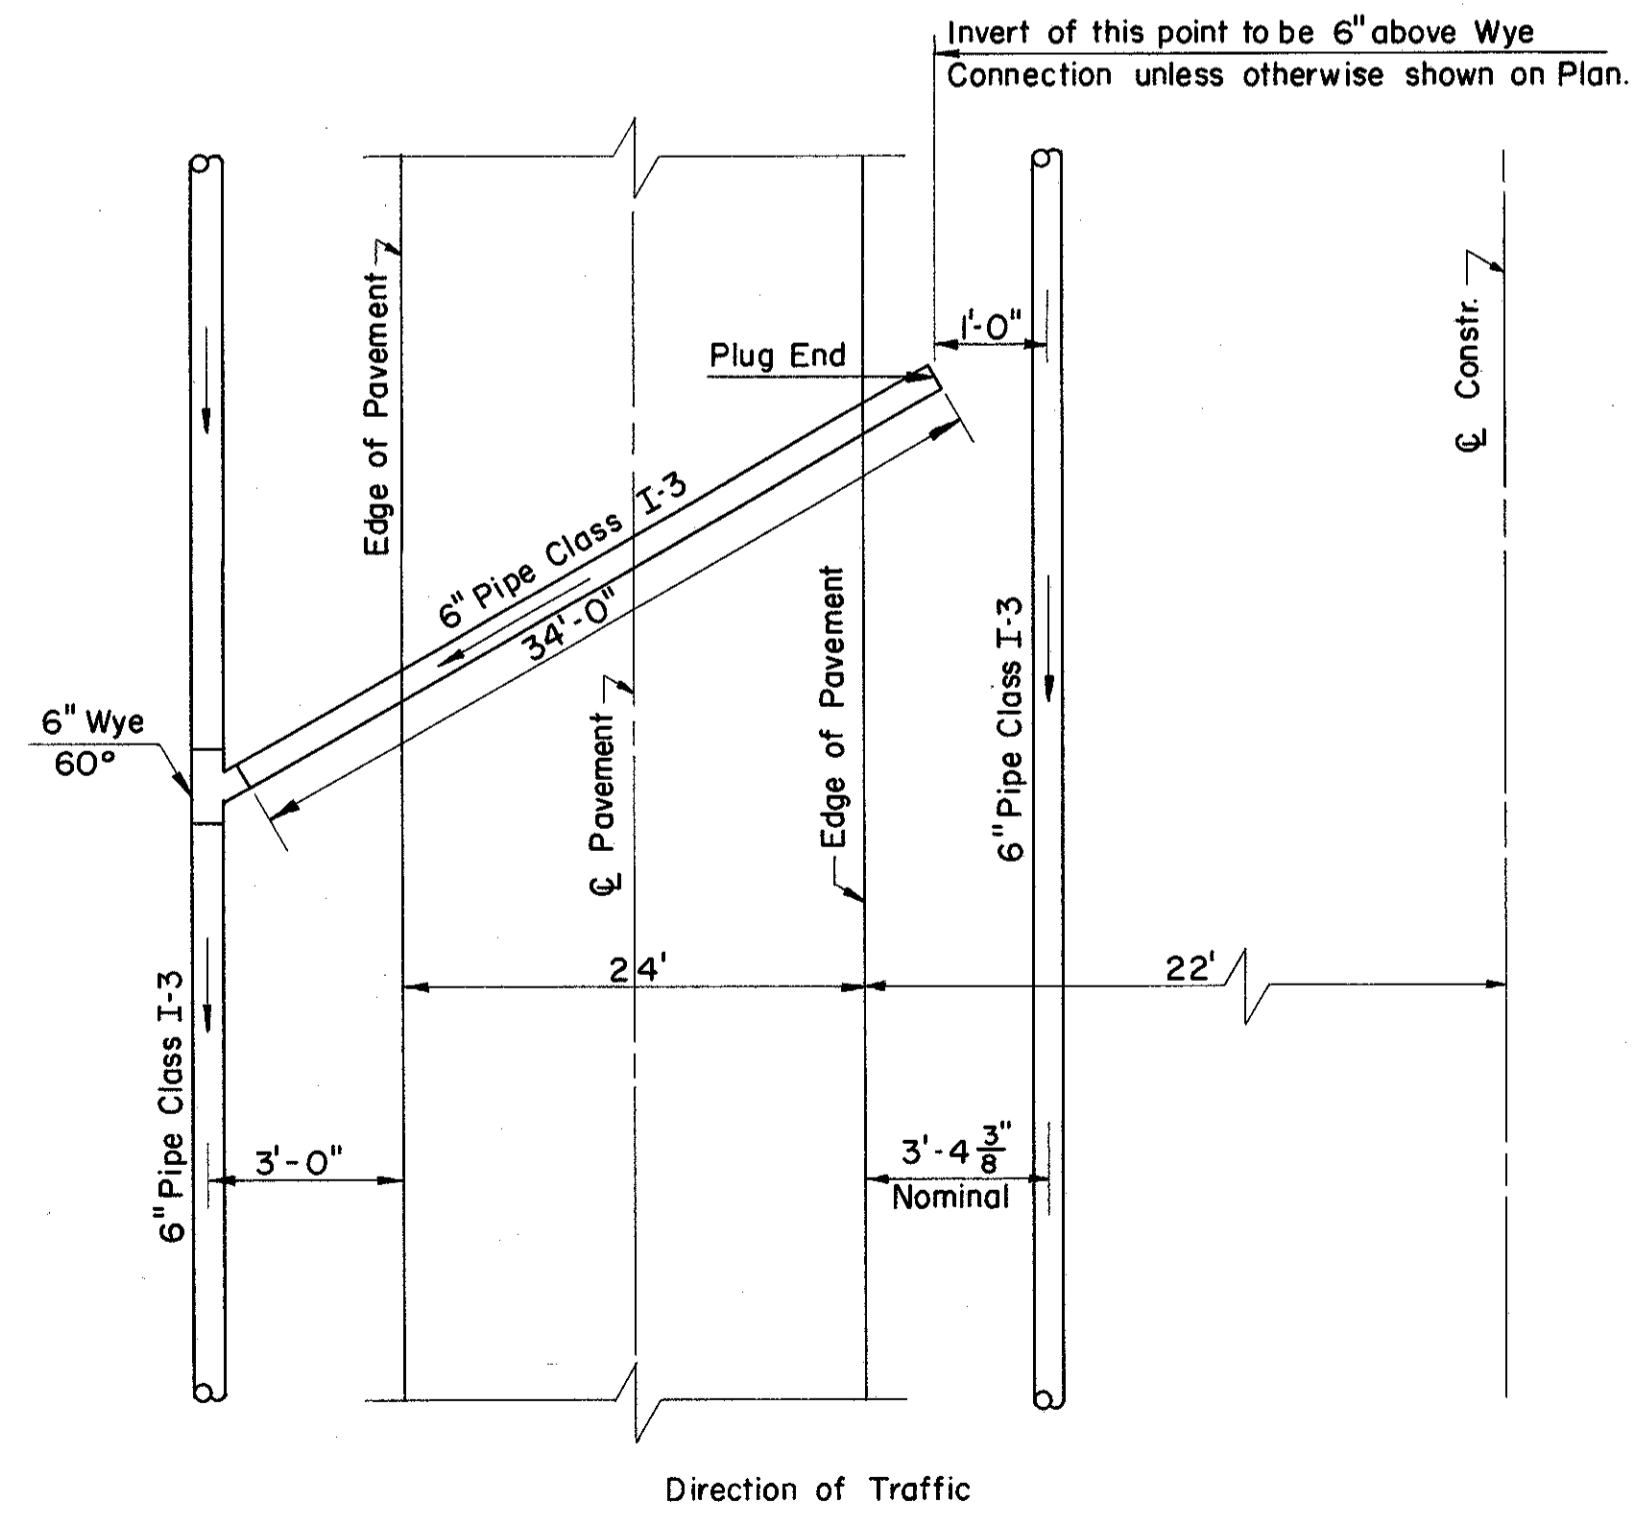 Invert of this point to be 6" above Wye
Connection unless otherwise shown on Plan.
Edge of Pavement
Plug End
1'-0"
℄ Constr.
6" Pipe Class I-3
34'-0"
6" Wye
60°
℄ Pavement
Edge of Pavement
6" Pipe Class I-3
24'
22'
6" Pipe Class I-3
3'-0"
3'-4 3/8"
Nominal
Direction of Traffic